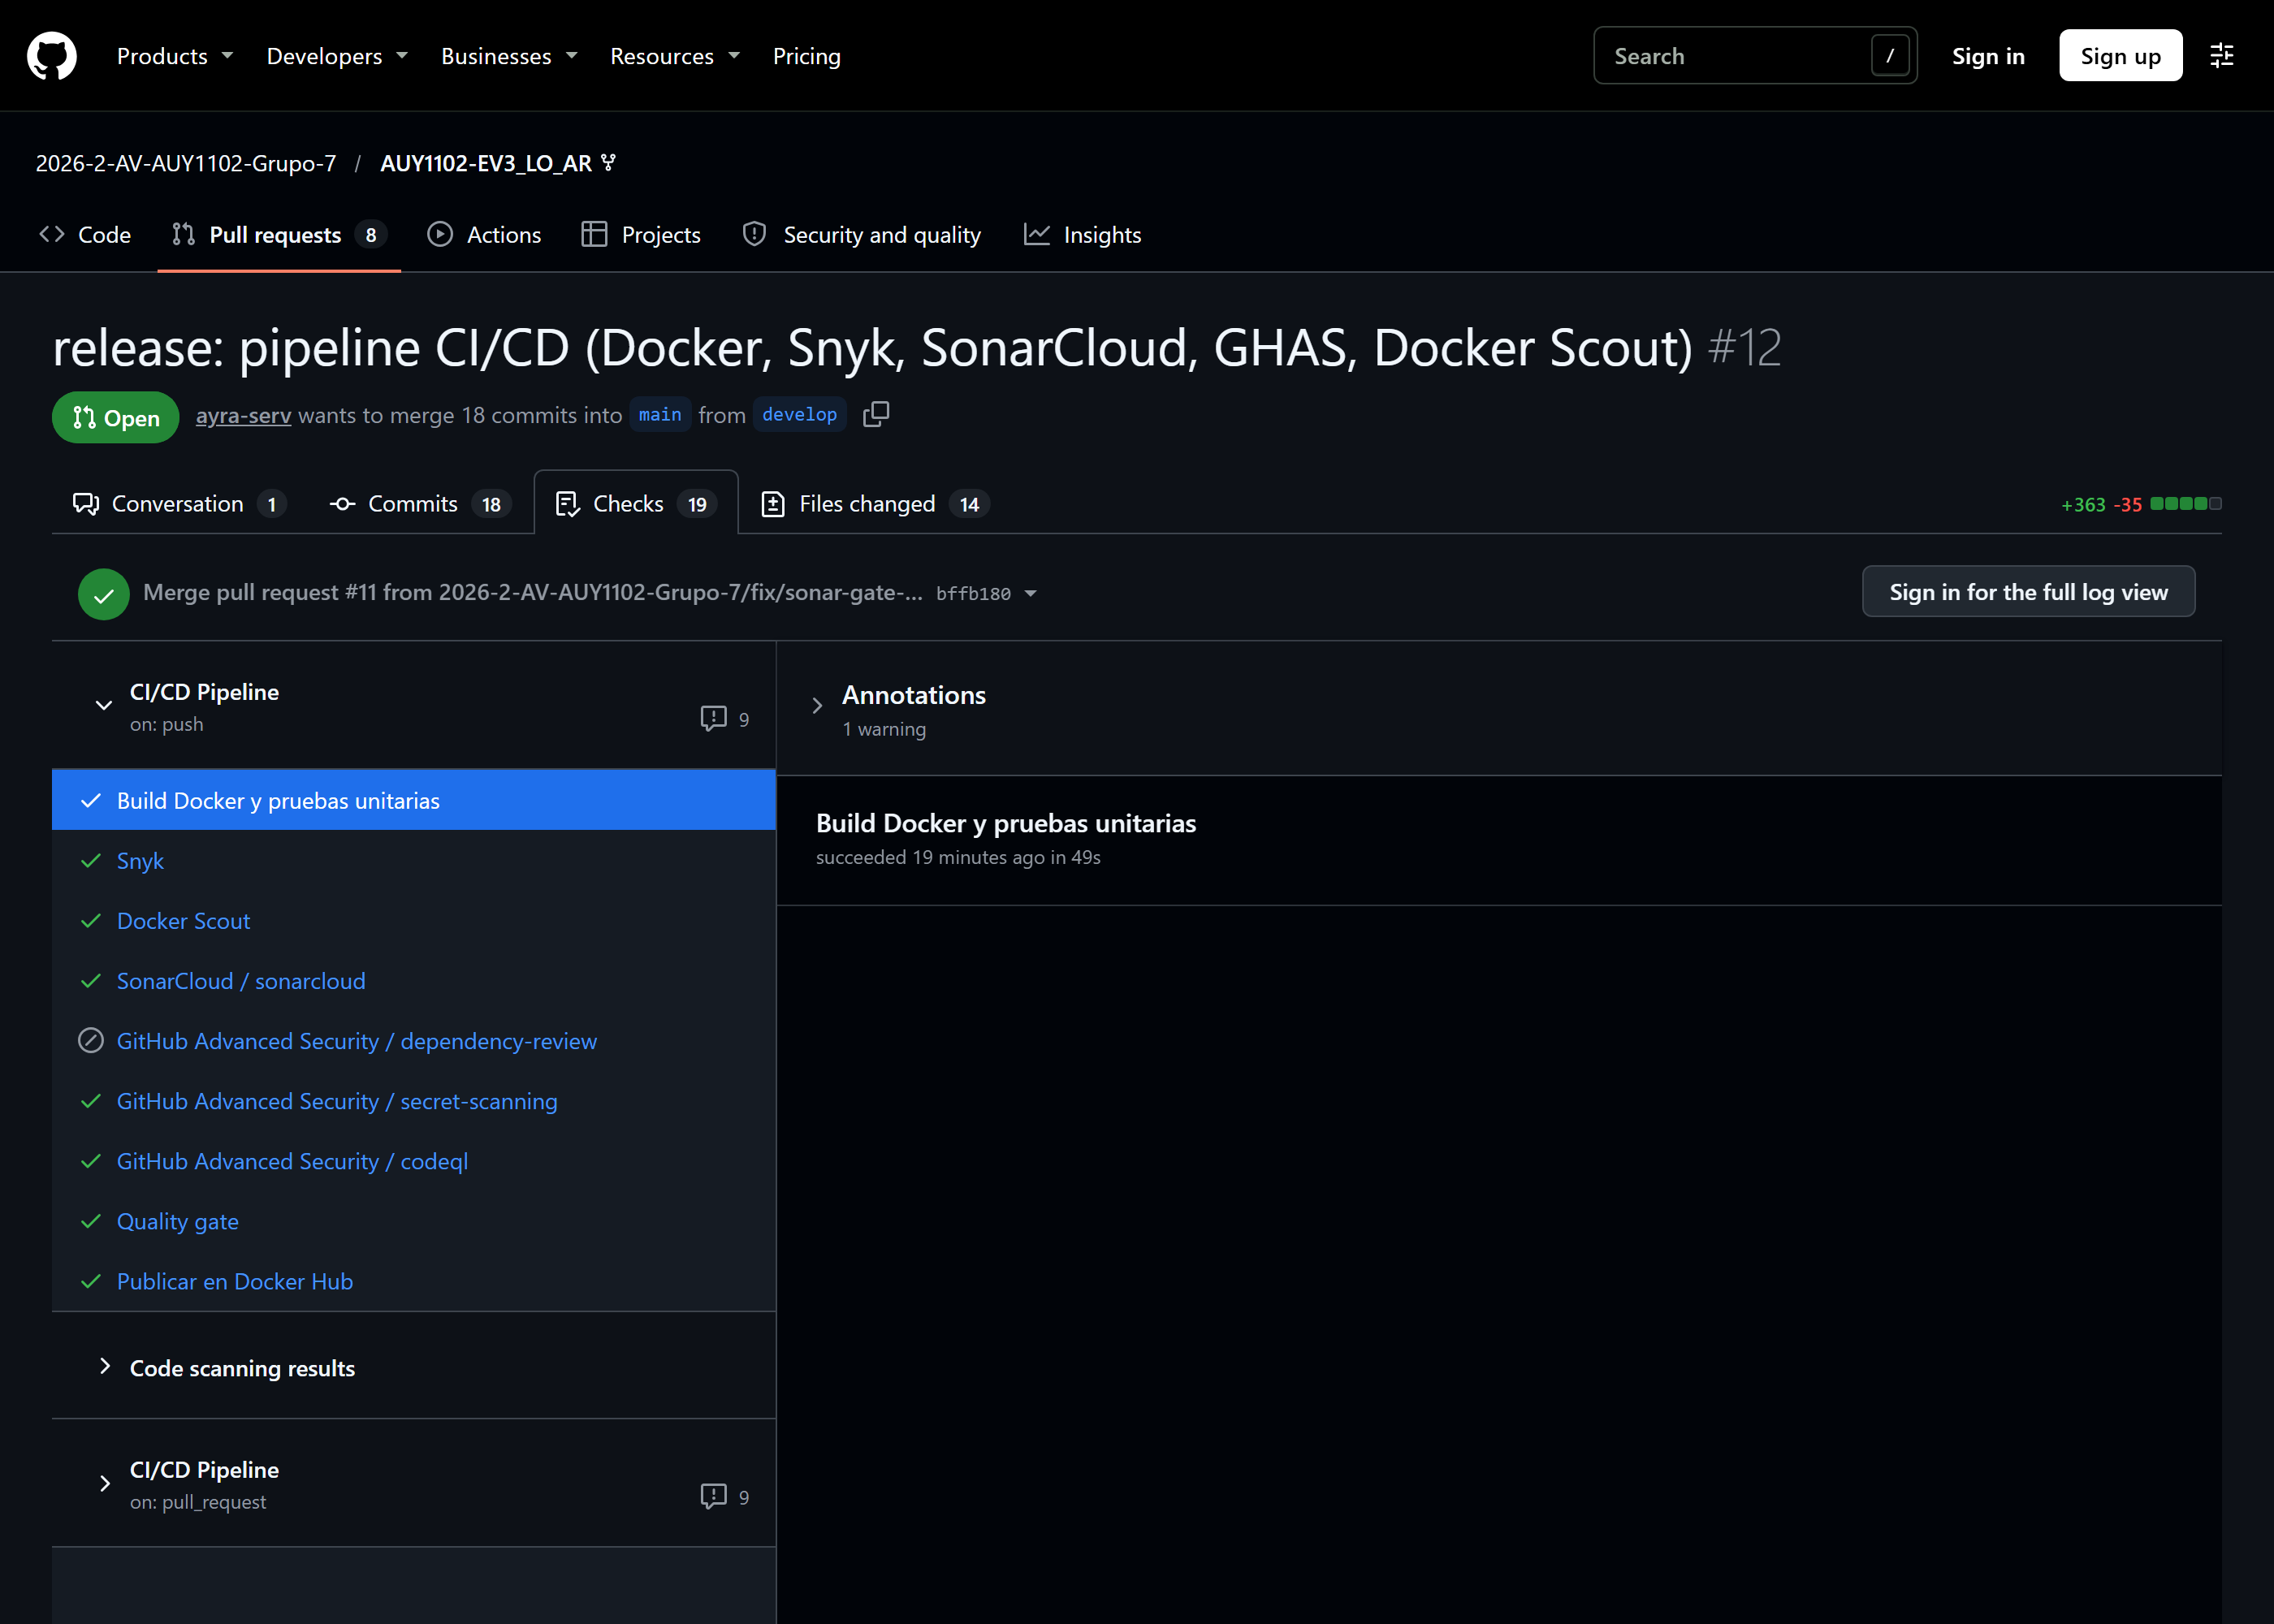 Products Developers Businesses Resources Pricing Search / Sign in Sign up
2026-2-AV-AUY1102-Grupo-7 / AUY1102-EV3_LO_AR
Code Pull requests 8 Actions Projects Security and quality Insights
release: pipeline CI/CD (Docker, Snyk, SonarCloud, GHAS, Docker Scout) #12
Open ayra-serv wants to merge 18 commits into main from develop
Conversation 1 Commits 18 Checks 19 Files changed 14 +363 -35
Merge pull request #11 from 2026-2-AV-AUY1102-Grupo-7/fix/sonar-gate-... bffb180 Sign in for the full log view
CI/CD Pipeline
on: push
9
Annotations
1 warning
Build Docker y pruebas unitarias
Snyk
Docker Scout
SonarCloud / sonarcloud
GitHub Advanced Security / dependency-review
GitHub Advanced Security / secret-scanning
GitHub Advanced Security / codeql
Quality gate
Publicar en Docker Hub
Build Docker y pruebas unitarias
succeeded 19 minutes ago in 49s
Code scanning results
CI/CD Pipeline
on: pull_request
9